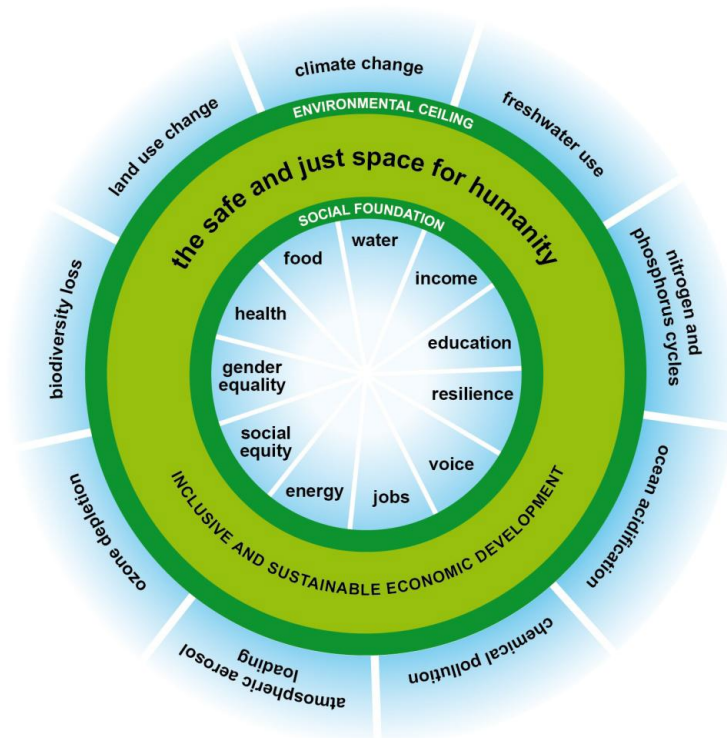 climate change
freshwater use
nitrogen and
phosphorus cycles
ocean acidification
chemical pollution
atmospheric aerosol
loading
ozone depletion
biodiversity loss
land use change
ENVIRONMENTAL CEILING
the safe and just space for humanity
SOCIAL FOUNDATION
water
income
education
resilience
voice
jobs
energy
social
equity
gender
equality
health
food
INCLUSIVE AND SUSTAINABLE ECONOMIC DEVELOPMENT